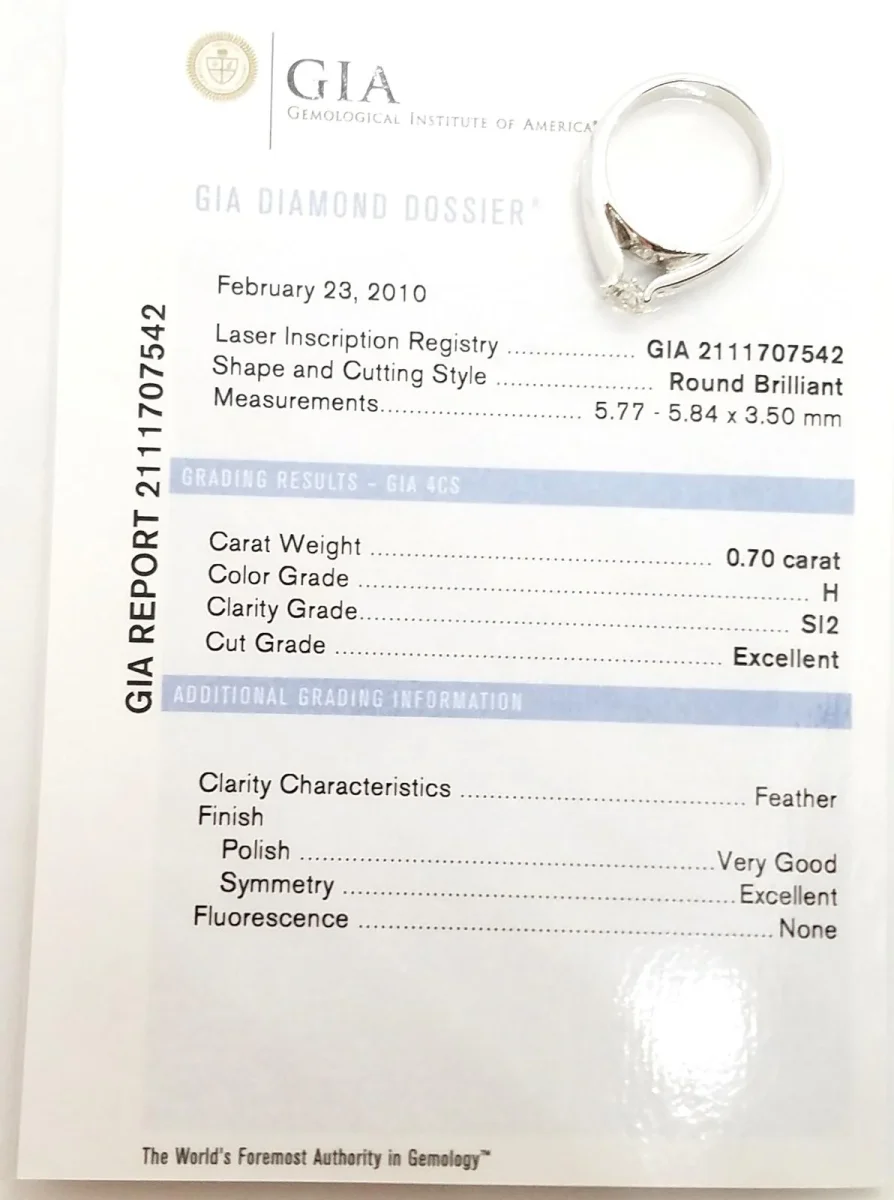 GIA
GEMOLOGICAL INSTITUTE OF AMERICA®
GIA DIAMOND DOSSIER®
February 23, 2010
Laser Inscription Registry .................. GIA 2111707542
Shape and Cutting Style ...................... Round Brilliant
Measurements............................ 5.77 - 5.84 x 3.50 mm
GIA REPORT 2111707542
GRADING RESULTS - GIA 4CS
Carat Weight ................................................ 0.70 carat
Color Grade ............................................................... H
Clarity Grade............................................................ SI2
Cut Grade ...................................................... Excellent
ADDITIONAL GRADING INFORMATION
Clarity Characteristics ........................................ Feather
Finish
Polish .........................................................Very Good
Symmetry ......................................................Excellent
Fluorescence ......................................................... None
The World's Foremost Authority in Gemology™